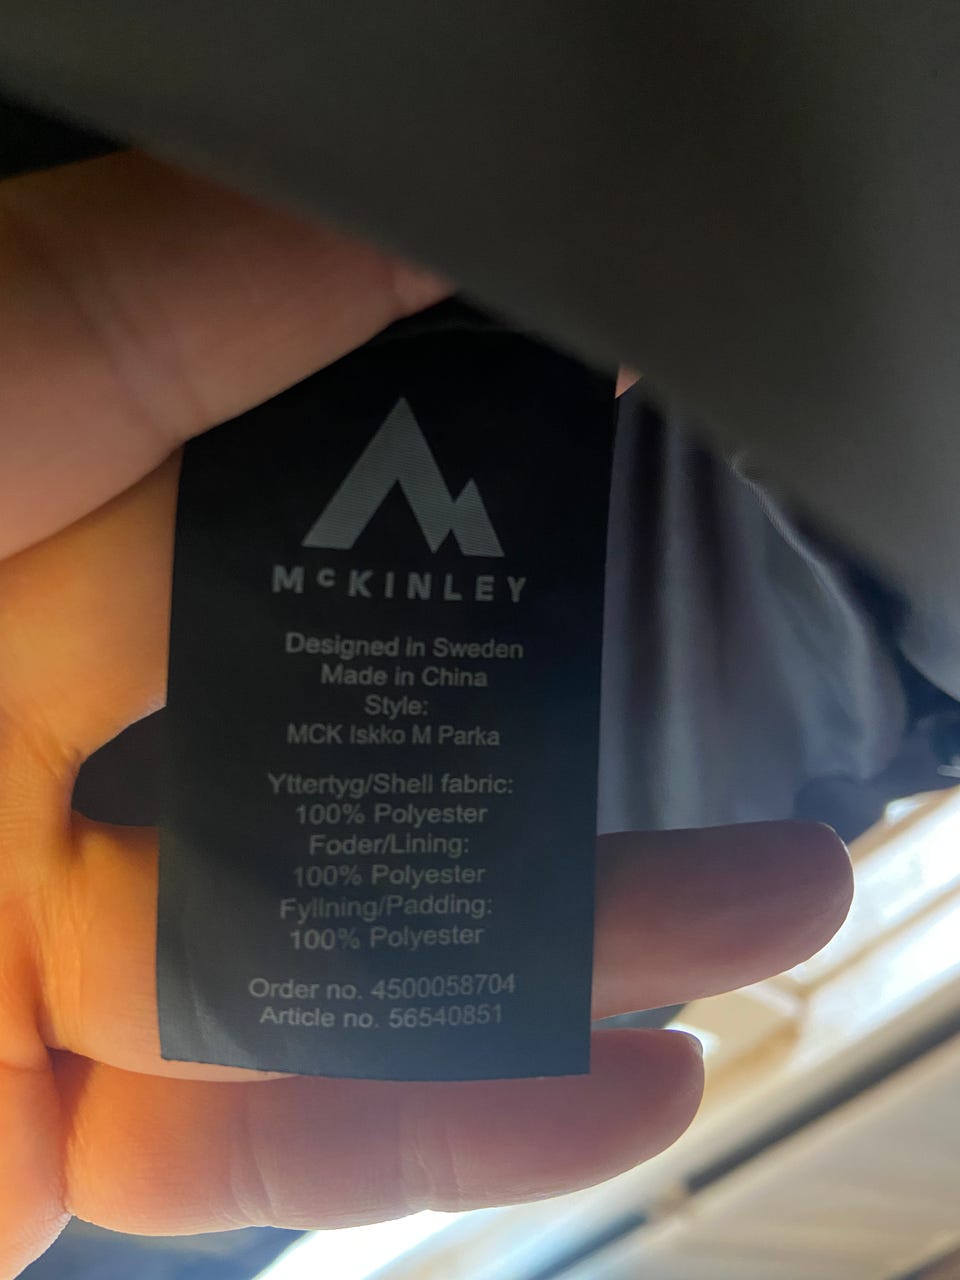 McKINLEY
Designed in Sweden
Made in China
Style:
MCK Iskko M Parka
Yttertyg/Shell fabric:
100% Polyester
Foder/Lining:
100% Polyester
Fyllning/Padding:
100% Polyester
Order no. 4500058704
Article no. 56540851